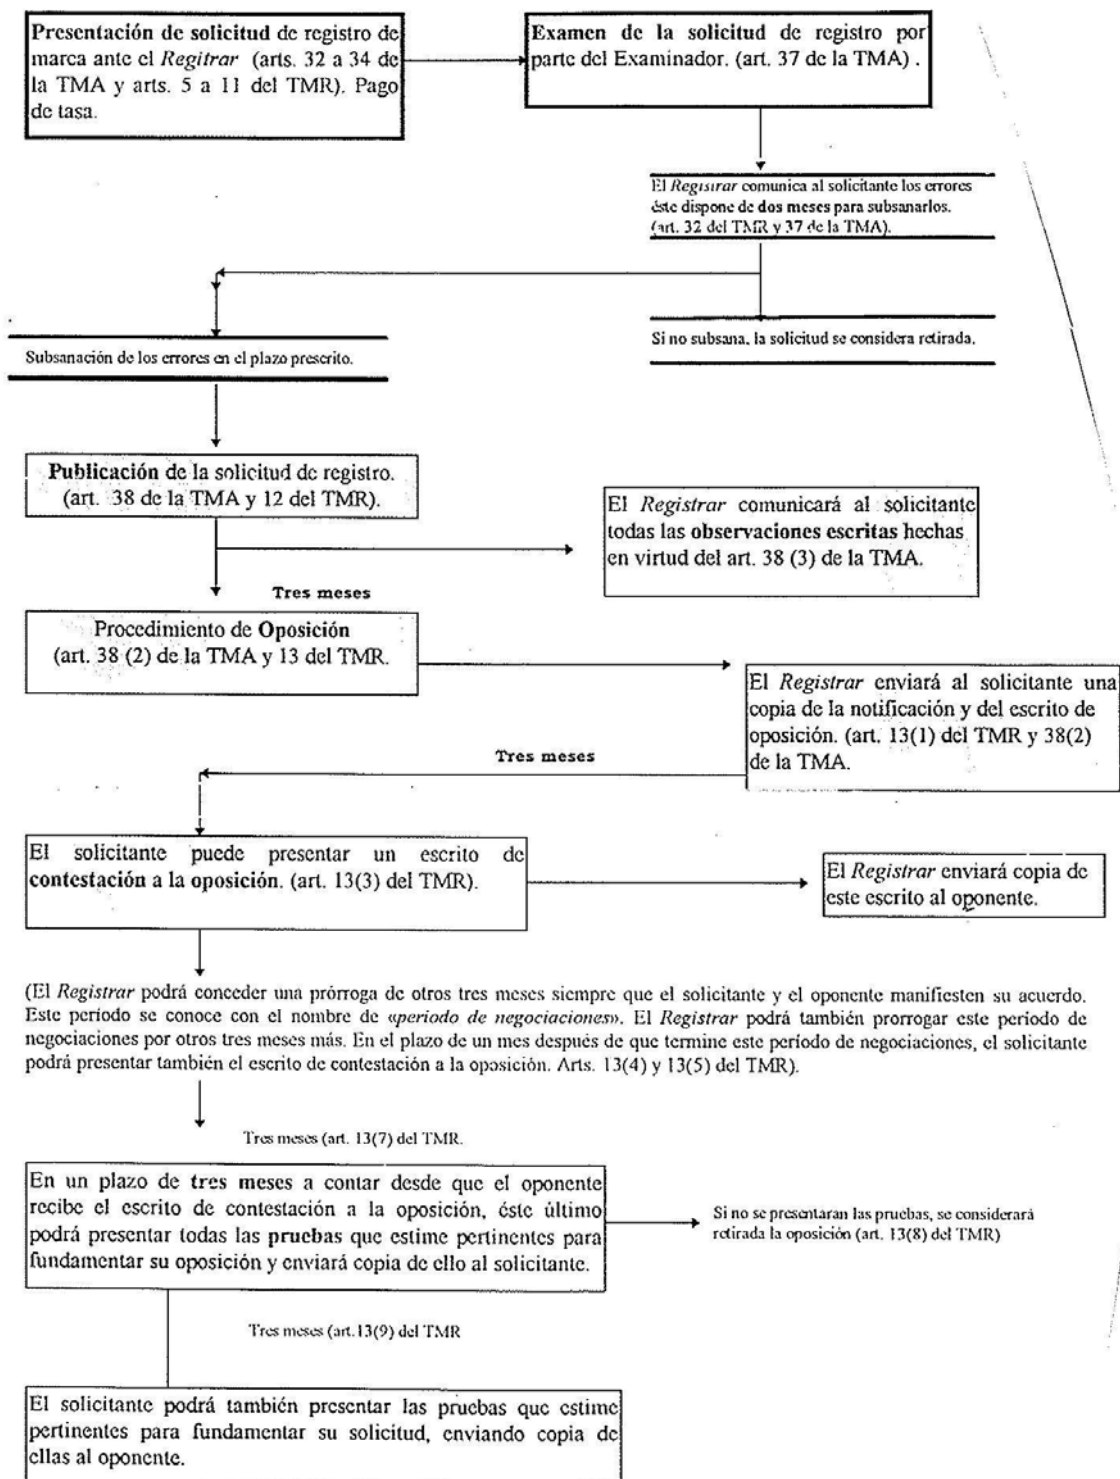 Presentación de solicitud de registro de
marca ante el Regitrar (arts. 32 a 34 de
la TMA y arts. 5 a 11 del TMR). Pago
de tasa.
Examen de la solicitud de registro por
parte del Examinador. (art. 37 de la TMA) .
El Registrar comunica al solicitante los errores
éste dispone de dos meses para subsanarlos.
(art. 32 del TMR y 37 de la TMA).
Si no subsana, la solicitud se considera retirada.
Subsanación de los errores en el plazo prescrito.
Publicación de la solicitud de registro.
(art. 38 de la TMA y 12 del TMR).
El Registrar comunicará al solicitante
todas las observaciones escritas hechas
en virtud del art. 38 (3) de la TMA.
Tres meses
Procedimiento de Oposición
(art. 38 (2) de la TMA y 13 del TMR.
El Registrar enviará al solicitante una
copia de la notificación y del escrito de
oposición. (art. 13(1) del TMR y 38(2)
de la TMA.
Tres meses
El solicitante puede presentar un escrito de
contestación a la oposición. (art. 13(3) del TMR).
El Registrar enviará copia de
este escrito al oponente.
(El Registrar podrá conceder una prórroga de otros tres meses siempre que el solicitante y el oponente manifiesten su acuerdo.
Este período se conoce con el nombre de «período de negociaciones». El Registrar podrá también prorrogar este período de
negociaciones por otros tres meses más. En el plazo de un mes después de que termine este período de negociaciones, el solicitante
podrá presentar también el escrito de contestación a la oposición. Arts. 13(4) y 13(5) del TMR).
Tres meses (art. 13(7) del TMR.
En un plazo de tres meses a contar desde que el oponente
recibe el escrito de contestación a la oposición, éste último
podrá presentar todas las pruebas que estime pertinentes para
fundamentar su oposición y enviará copia de ello al solicitante.
Si no se presentaran las pruebas, se considerará
retirada la oposición (art. 13(8) del TMR)
Tres meses (art.13(9) del TMR
El solicitante podrá también presentar las pruebas que estime
pertinentes para fundamentar su solicitud, enviando copia de
ellas al oponente.